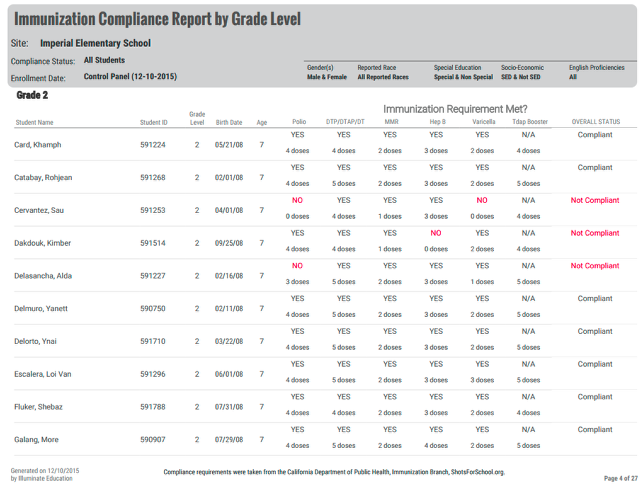 Immunization Compliance Report by Grade Level
Site: Imperial Elementary School
Compliance Status: All Students
Enrollment Date: Control Panel (12-10-2015)
Gender(s) Reported Race Special Education Socio-Economic English Proficiencies
Male & Female All Reported Races Special & Non Special SED & Not SED All
Grade 2
Immunization Requirement Met?
Student Name Student ID Grade Level Birth Date Age Polio DTP/DTAP/DT MMR Hep B Varicella Tdap Booster OVERALL STATUS
YES YES YES YES YES N/A Compliant
Card, Khamph 591224 2 05/21/08 7
4 doses 4 doses 2 doses 3 doses 2 doses 4 doses
YES YES YES YES YES N/A Compliant
Catabay, Rohjean 591268 2 02/01/08 7
4 doses 5 doses 2 doses 3 doses 2 doses 5 doses
NO YES YES YES NO N/A Not Compliant
Cervantez, Sau 591253 2 04/01/08 7
0 doses 4 doses 1 doses 3 doses 0 doses 4 doses
YES YES YES NO YES N/A Not Compliant
Dakdouk, Kimber 591514 2 09/25/08 7
4 doses 4 doses 1 doses 0 doses 2 doses 4 doses
NO YES YES YES YES N/A Not Compliant
Delasancha, Alda 591227 2 02/16/08 7
3 doses 5 doses 2 doses 3 doses 1 doses 5 doses
YES YES YES YES YES N/A Compliant
Delmuro, Yanett 590750 2 02/11/08 7
4 doses 5 doses 2 doses 3 doses 2 doses 5 doses
YES YES YES YES YES N/A Compliant
Delorto, Ynai 591710 2 03/22/08 7
4 doses 5 doses 2 doses 3 doses 2 doses 5 doses
YES YES YES YES YES N/A Compliant
Escalera, Loi Van 591296 2 06/01/08 7
4 doses 5 doses 2 doses 3 doses 3 doses 5 doses
YES YES YES YES YES N/A Compliant
Fluker, Shebaz 591788 2 07/31/08 7
4 doses 4 doses 2 doses 3 doses 2 doses 4 doses
YES YES YES YES YES N/A Compliant
Galang, More 590907 2 07/29/08 7
4 doses 5 doses 2 doses 4 doses 2 doses 5 doses
Generated on 12/10/2015
by Illuminate Education
Compliance requirements were taken from the California Department of Public Health, Immunization Branch, ShotsForSchool.org.
Page 4 of 27